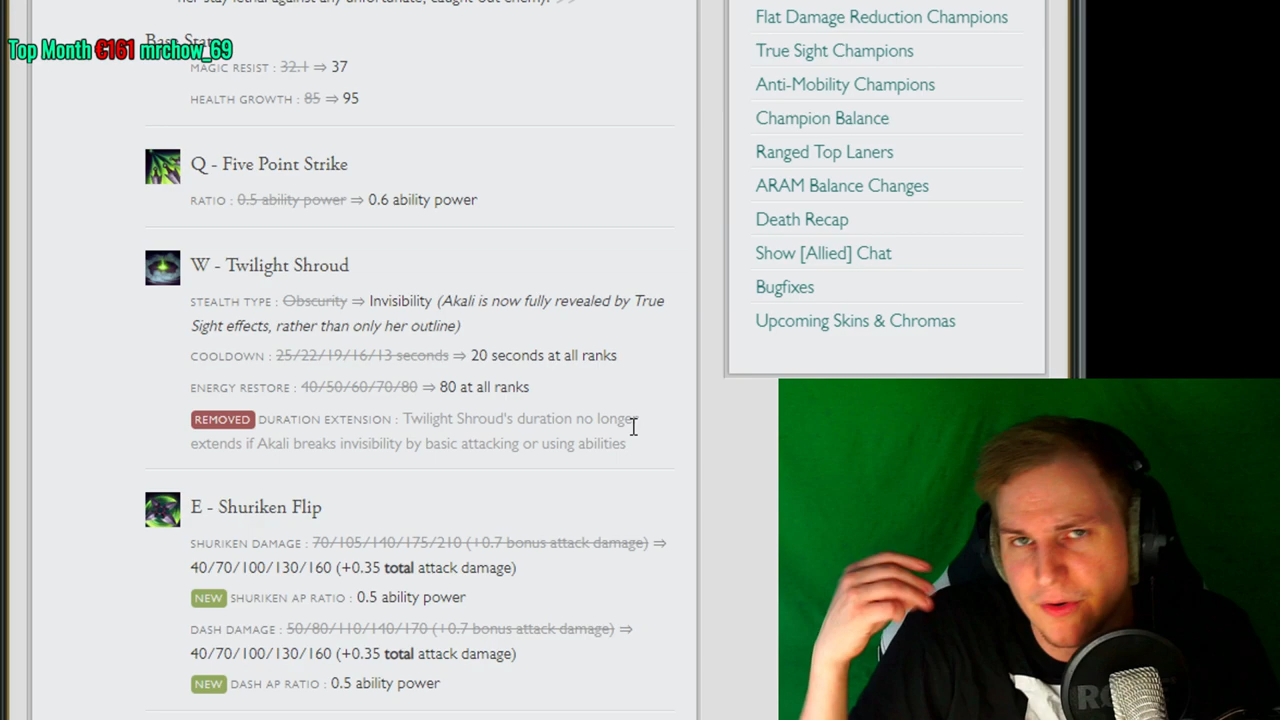 her stay lethal against any unfortunate, caught out enemy. >>
Top Month €161 mrchow_69
MAGIC RESIST : 32.1 ⇒ 37
HEALTH GROWTH : 85 ⇒ 95
Q - Five Point Strike
RATIO : 0.5 ability power ⇒ 0.6 ability power
W - Twilight Shroud
STEALTH TYPE : Obscurity ⇒ Invisibility (Akali is now fully revealed by True
Sight effects, rather than only her outline)
COOLDOWN : 25/22/19/16/13 seconds ⇒ 20 seconds at all ranks
ENERGY RESTORE : 40/50/60/70/80 ⇒ 80 at all ranks
REMOVED DURATION EXTENSION : Twilight Shroud's duration no longer
extends if Akali breaks invisibility by basic attacking or using abilities
E - Shuriken Flip
SHURIKEN DAMAGE : 70/105/140/175/210 (+0.7 bonus attack damage) ⇒
40/70/100/130/160 (+0.35 total attack damage)
NEW SHURIKEN AP RATIO : 0.5 ability power
DASH DAMAGE : 50/80/110/140/170 (+0.7 bonus attack damage) ⇒
40/70/100/130/160 (+0.35 total attack damage)
NEW DASH AP RATIO : 0.5 ability power
Flat Damage Reduction Champions
True Sight Champions
Anti-Mobility Champions
Champion Balance
Ranged Top Laners
ARAM Balance Changes
Death Recap
Show [Allied] Chat
Bugfixes
Upcoming Skins & Chromas